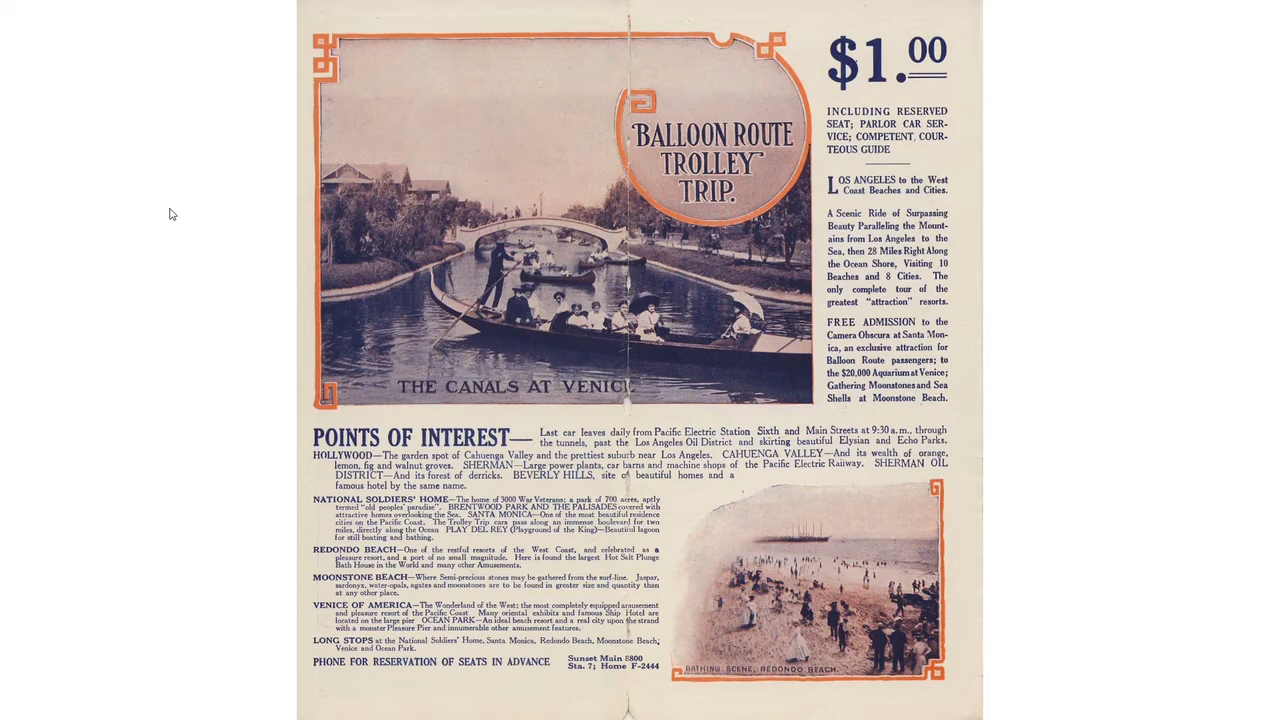 BALLOON ROUTE
TROLLEY
TRIP.
THE CANALS AT VENICE
$1.00
INCLUDING RESERVED
SEAT; PARLOR CAR SER-
VICE; COMPETENT, COUR-
TEOUS GUIDE
LOS ANGELES to the West
Coast Beaches and Cities.
A Scenic Ride of Surpassing
Beauty Paralleling the Mount-
ains from Los Angeles to the
Sea, then 28 Miles Right Along
the Ocean Shore, Visiting 10
Beaches and 8 Cities. The
only complete tour of the
greatest "attraction" resorts.
FREE ADMISSION to the
Camera Obscura at Santa Mon-
ica, an exclusive attraction for
Balloon Route passengers; to
the $20,000 Aquarium at Venice;
Gathering Moonstones and Sea
Shells at Moonstone Beach.
POINTS OF INTEREST—Last car leaves daily from Pacific Electric Station Sixth and Main Streets at 9:30 a.m., through
the tunnels, past the Los Angeles Oil District and skirting beautiful Elysian and Echo Parks.
HOLLYWOOD—The garden spot of Cahuenga Valley and the prettiest suburb near Los Angeles. CAHUENGA VALLEY—And its wealth of orange,
lemon, fig and walnut groves. SHERMAN—Large power plants, car barns and machine shops of the Pacific Electric Railway. SHERMAN OIL
DISTRICT—And its forest of derricks. BEVERLY HILLS, site of beautiful homes and a
famous hotel by the same name.
NATIONAL SOLDIERS' HOME—The home of 3000 War Veterans; a park of 700 acres, aptly
termed "old peoples' paradise". BRENTWOOD PARK AND THE PALISADES covered with
attractive homes overlooking the Sea. SANTA MONICA—One of the most beautiful residence
cities on the Pacific Coast. The Trolley Trip cars pass along an immense boulevard for two
miles, directly along the Ocean PLAY DEL REY (Playground of the King)—Beautiful lagoon
for still boating and bathing.
REDONDO BEACH—One of the restful resorts of the West Coast, and celebrated as a
pleasure resort, and a port of no small magnitude. Here is found the largest Hot Salt Plunge
Bath House in the World and many other Amusements.
MOONSTONE BEACH—Where Semi-precious stones may be gathered from the surf-line. Jaspar,
sardonyx, water-opals, agates and moonstones are to be found in greater size and quantity than
at any other place.
VENICE OF AMERICA—The Wonderland of the West; the most completely equipped amusement
and pleasure resort of the Pacific Coast Many oriental exhibits and famous Ship Hotel are
located on the large pier OCEAN PARK—An ideal beach resort and a real city upon the strand
with a monster Pleasure Pier and innumerable other amusement features.
LONG STOPS at the National Soldiers' Home, Santa Monica, Redondo Beach, Moonstone Beach,
Venice and Ocean Park.
PHONE FOR RESERVATION OF SEATS IN ADVANCE Sunset Main 8800
Sta. 7; Home F-2444
BATHING SCENE, REDONDO BEACH.